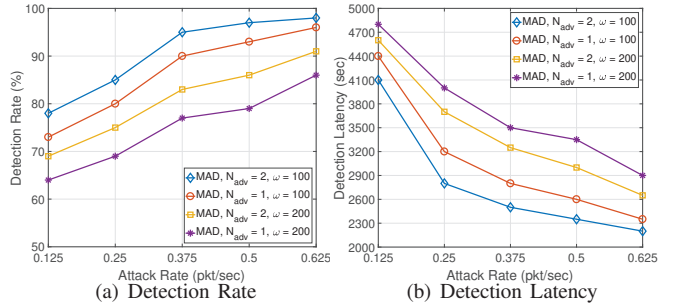 100
90
80
70
60
50
Detection Rate (%)
0.125 0.25 0.375 0.5 0.625
Attack Rate (pkt/sec)
MAD, Nadv = 2, ω = 100
MAD, Nadv = 1, ω = 100
MAD, Nadv = 2, ω = 200
MAD, Nadv = 1, ω = 200
(a) Detection Rate
5000
4700
4400
4100
3800
3500
3200
2900
2600
2300
2000
Detection Latency (sec)
0.125 0.25 0.375 0.5 0.625
Attack Rate (pkt/sec)
MAD, Nadv = 2, ω = 100
MAD, Nadv = 1, ω = 100
MAD, Nadv = 2, ω = 200
MAD, Nadv = 1, ω = 200
(b) Detection Latency